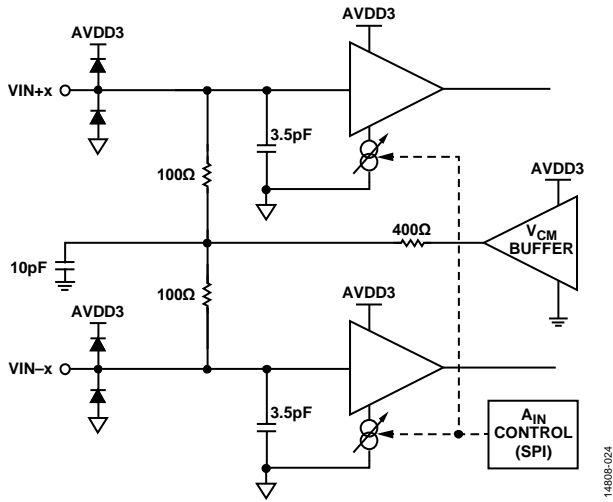 AVDD3
AVDD3
VIN+x
3.5pF
100Ω
AVDD3
400Ω
VCM
BUFFER
10pF
100Ω
AVDD3
AVDD3
VIN–x
3.5pF
AIN
CONTROL
(SPI)
14808-024